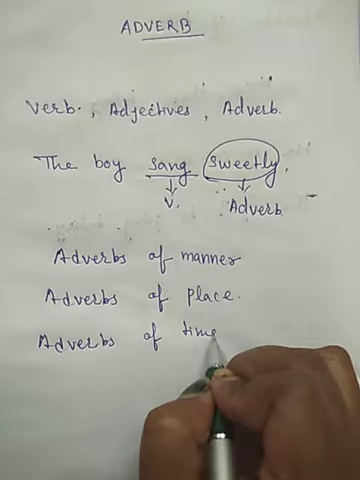 ADVERB
Verb. , Adjectives , Adverb.
The boy sang sweetly.
V. Adverb
Adverbs of manner
Adverbs of place.
Adverbs of time